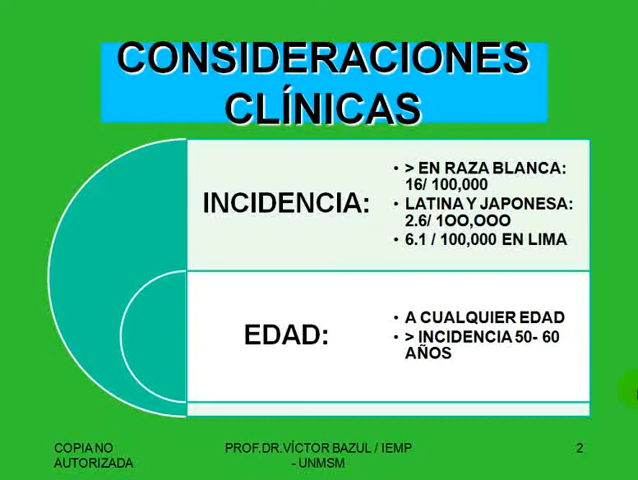 CONSIDERACIONES
CLÍNICAS
INCIDENCIA:
• > EN RAZA BLANCA:
16/ 100,000
• LATINA Y JAPONESA:
2.6/ 1OO,OOO
• 6.1 / 100,000 EN LIMA
EDAD:
• A CUALQUIER EDAD
• > INCIDENCIA 50- 60
AÑOS
COPIA NO
AUTORIZADA
PROF.DR.VÍCTOR BAZUL / IEMP
- UNMSM
2